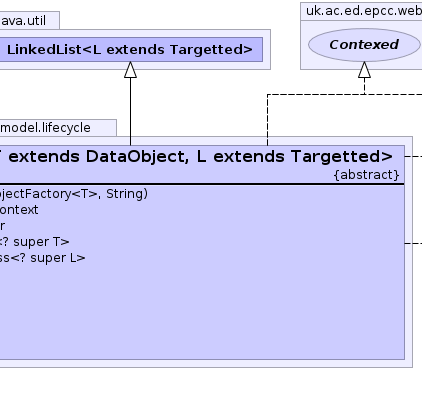 ava.util
LinkedList<L extends Targetted>
uk.ac.ed.epcc.web
Contexed
model.lifecycle
extends DataObject, L extends Targetted>
{abstract}
ojectFactory<T>, String)
ontext
r
<? super T>
ss<? super L>